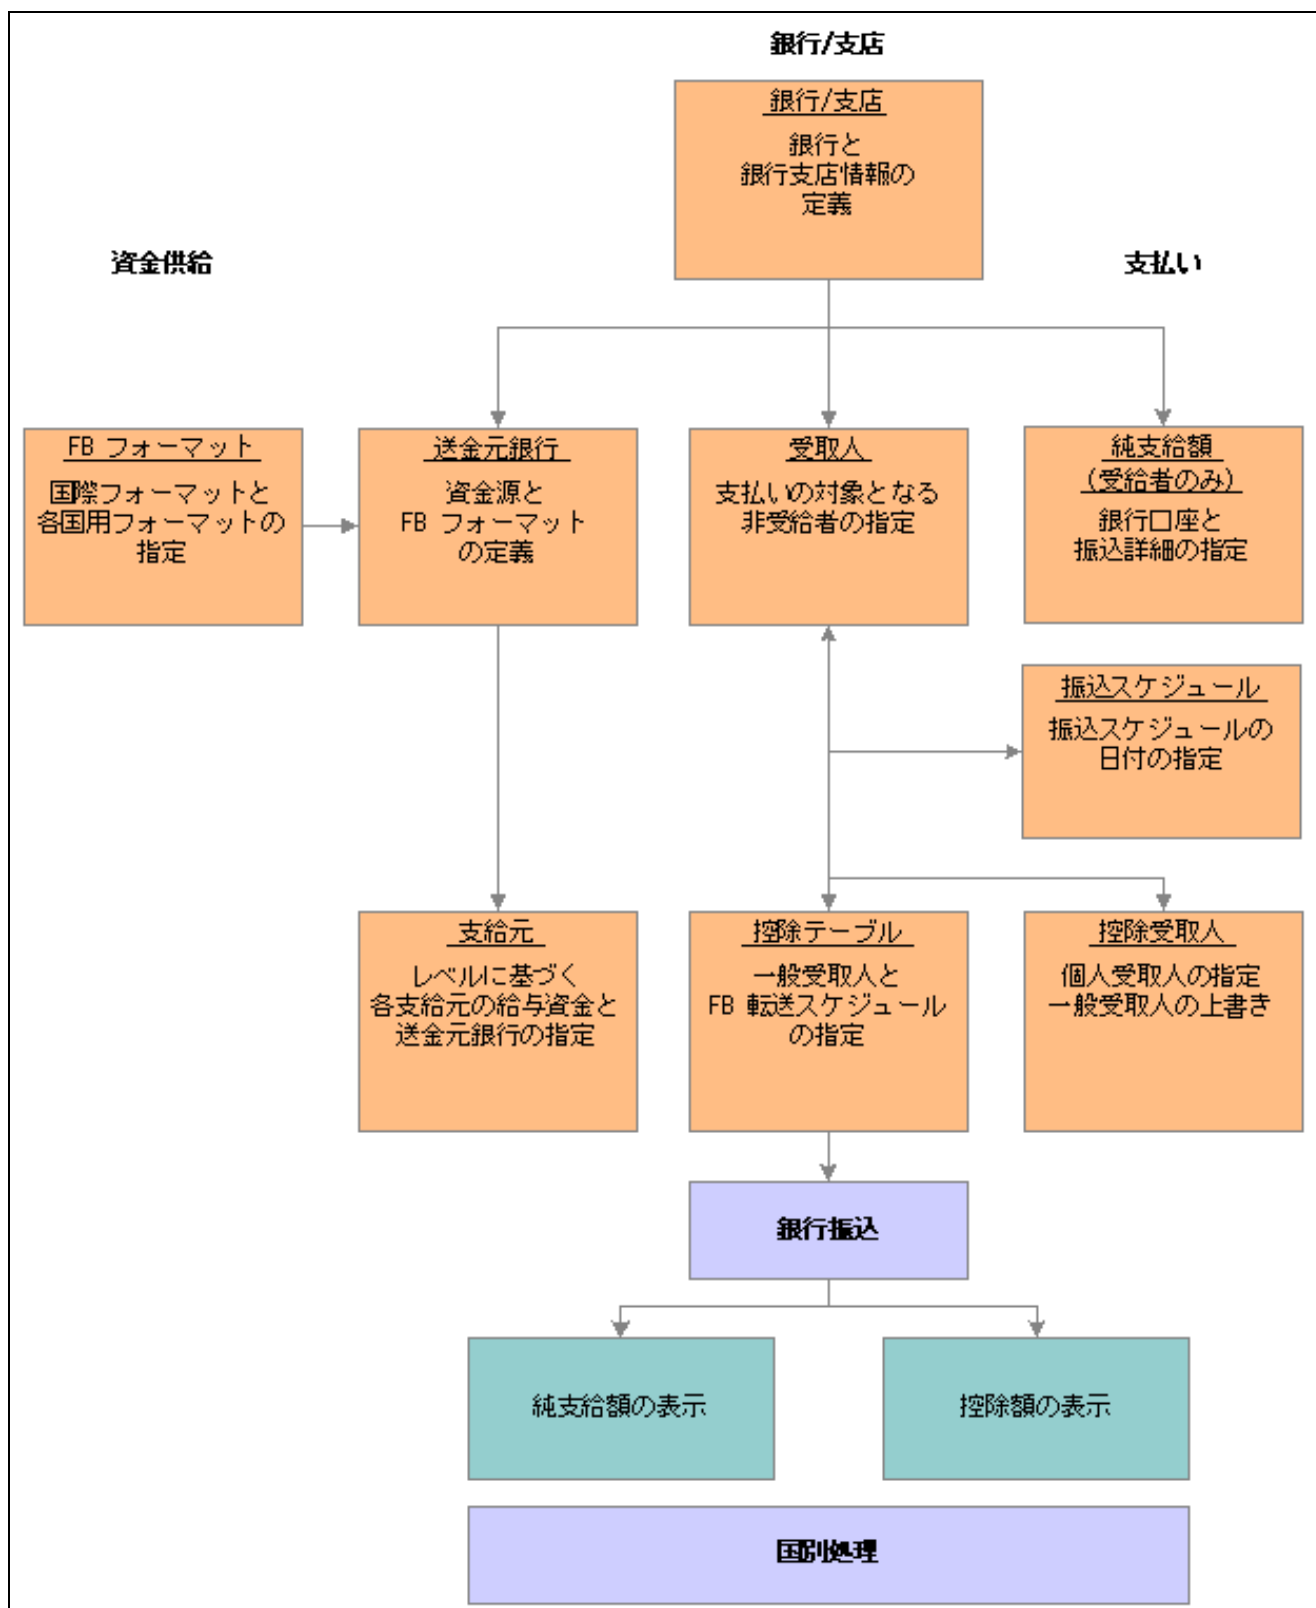 銀行/支店
銀行/支店
銀行と
銀行支店情報の
定義
資金供給
支払い
FB フォーマット
国際フォーマットと
各国用フォーマットの
指定
送金元銀行
資金源と
FB フォーマット
の定義
受取人
支払いの対象となる
非受給者の指定
純支給額
（受給者のみ）
銀行口座と
振込詳細の指定
振込スケジュール
振込スケジュールの
日付の指定
支給元
レベルに基づく
各支給元の給与資金と
送金元銀行の指定
控除テーブル
一般受取人と
FB 転送スケジュール
の指定
控除受取人
個人受取人の指定
一般受取人の上書き
銀行振込
純支給額の表示
控除額の表示
国別処理